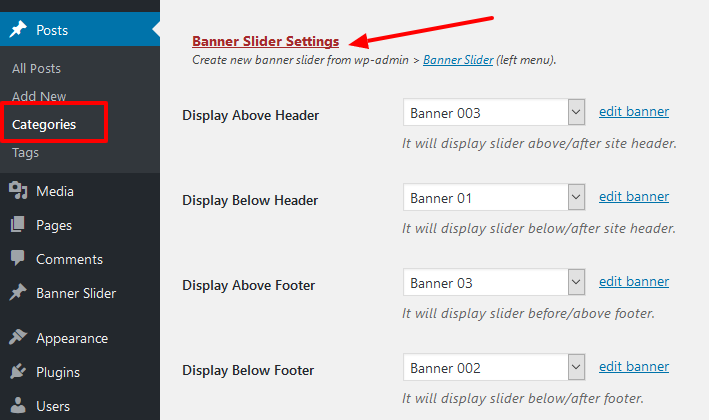 Posts
All Posts
Add New
Categories
Tags
Media
Pages
Comments
Banner Slider
Appearance
Plugins
Users
Banner Slider Settings
Create new banner slider from wp-admin > Banner Slider (left menu).
Display Above Header Banner 003 edit banner
It will display slider above/after site header.
Display Below Header Banner 01 edit banner
It will display slider below/after site header.
Display Above Footer Banner 03 edit banner
It will display slider before/above footer.
Display Below Footer Banner 002 edit banner
It will display slider below/after footer.